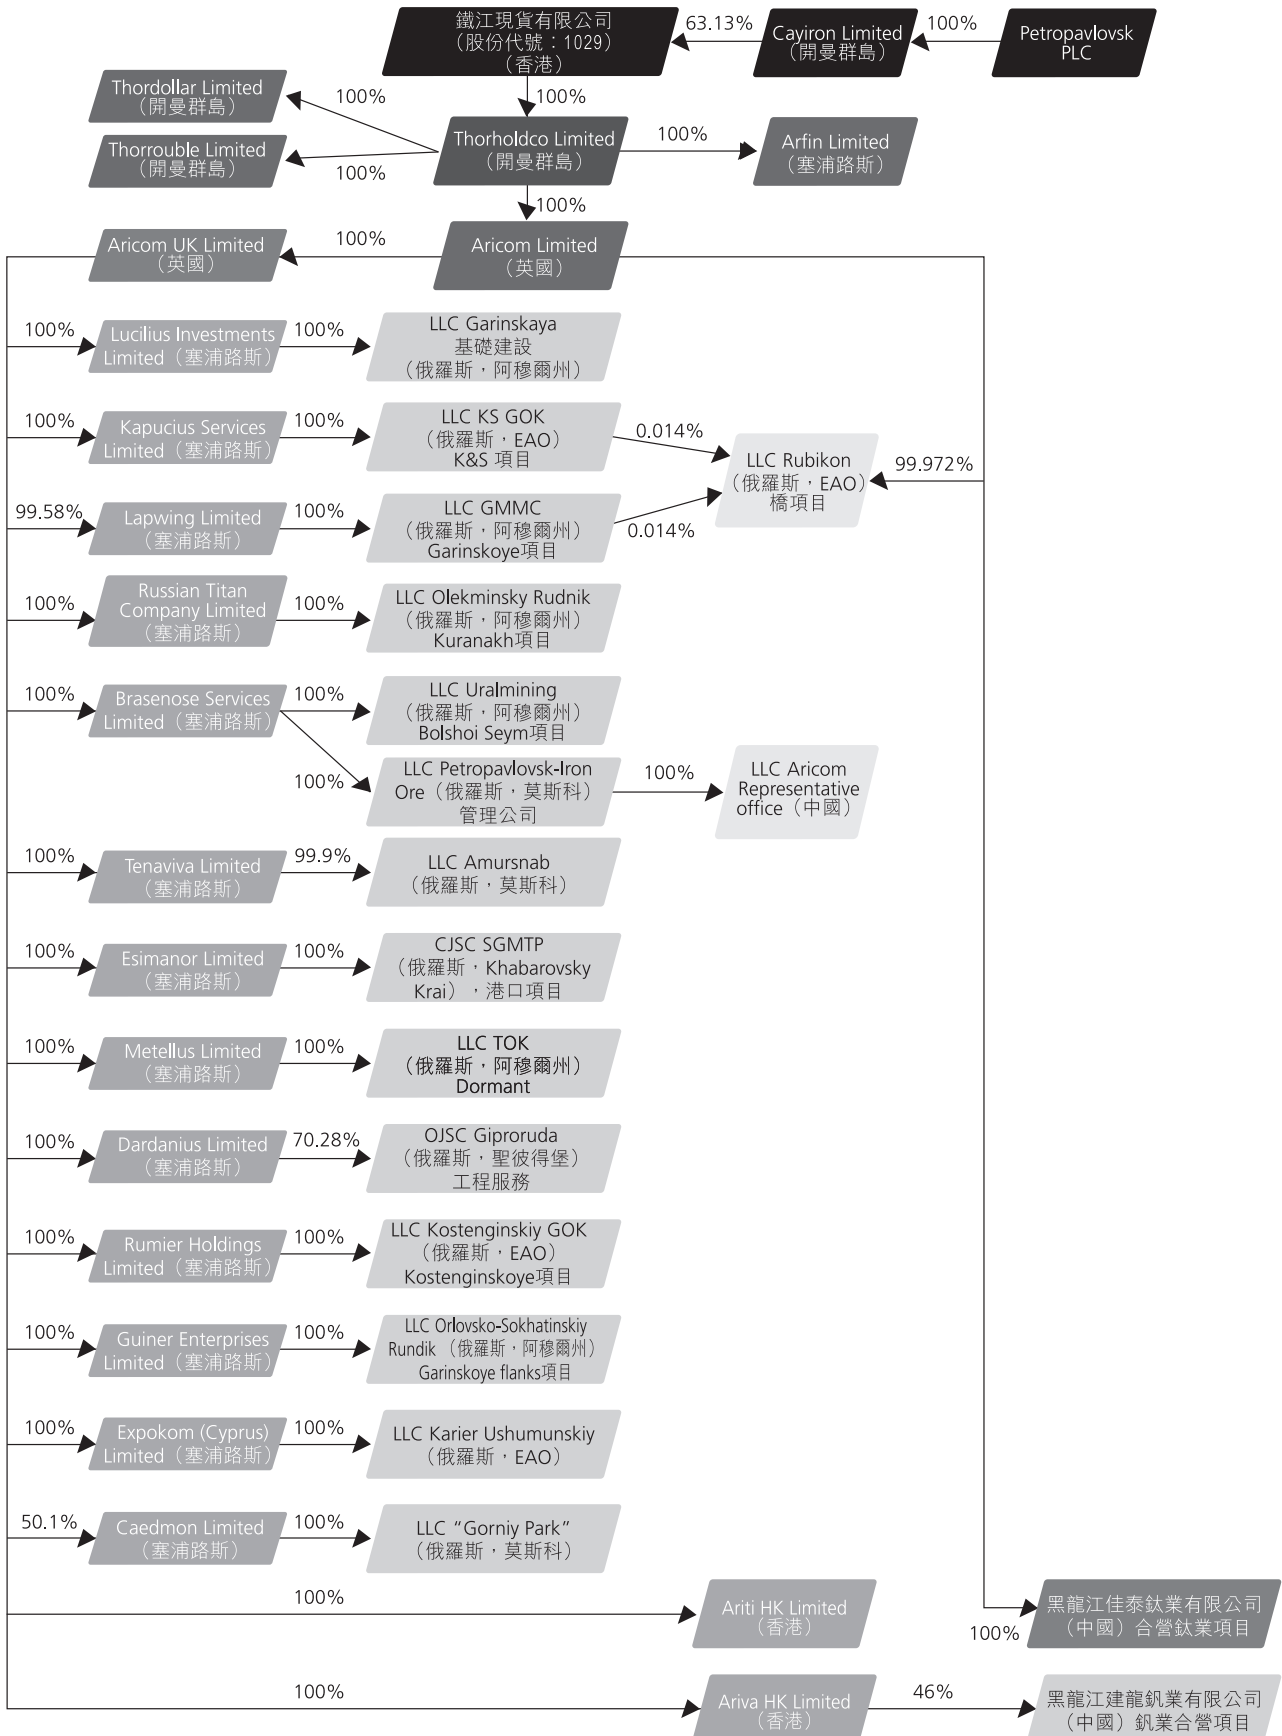 鐵江現貨有限公司
（股份代號：1029）
（香港）
63.13%
Cayiron Limited
（開曼群島）
100%
Petropavlovsk
PLC
Thordollar Limited
（開曼群島）
100%
100%
Thorrouble Limited
（開曼群島）
100%
Thorholdco Limited
（開曼群島）
100%
Arfin Limited
（塞浦路斯）
100%
Aricom UK Limited
（英國）
100%
Aricom Limited
（英國）
100%
Lucilius Investments
Limited（塞浦路斯）
100%
LLC Garinskaya
基礎建設
（俄羅斯，阿穆爾州）
100%
Kapucius Services
Limited（塞浦路斯）
100%
LLC KS GOK
（俄羅斯，EAO）
K&S 項目
0.014%
LLC Rubikon
（俄羅斯，EAO）
橋項目
99.972%
99.58%
Lapwing Limited
（塞浦路斯）
100%
LLC GMMC
（俄羅斯，阿穆爾州）
Garinskoye項目
0.014%
100%
Russian Titan
Company Limited
（塞浦路斯）
100%
LLC Olekminsky Rudnik
（俄羅斯，阿穆爾州）
Kuranakh項目
100%
Brasenose Services
Limited（塞浦路斯）
100%
LLC Uralmining
（俄羅斯，阿穆爾州）
Bolshoi Seym項目
100%
LLC Petropavlovsk-Iron
Ore（俄羅斯，莫斯科）
管理公司
100%
LLC Aricom
Representative
office（中國）
100%
Tenaviva Limited
（塞浦路斯）
99.9%
LLC Amursnab
（俄羅斯，莫斯科）
100%
Esimanor Limited
（塞浦路斯）
100%
CJSC SGMTP
（俄羅斯，Khabarovsky
Krai），港口項目
100%
Metellus Limited
（塞浦路斯）
100%
LLC TOK
（俄羅斯，阿穆爾州）
Dormant
100%
Dardanius Limited
（塞浦路斯）
70.28%
OJSC Giproruda
（俄羅斯，聖彼得堡）
工程服務
100%
Rumier Holdings
Limited（塞浦路斯）
100%
LLC Kostenginskiy GOK
（俄羅斯，EAO）
Kostenginskoye項目
100%
Guiner Enterprises
Limited（塞浦路斯）
100%
LLC Orlovsko-Sokhatinskiy
Rundik （俄羅斯，阿穆爾州）
Garinskoye flanks項目
100%
Expokom (Cyprus)
Limited（塞浦路斯）
100%
LLC Karier Ushumunskiy
（俄羅斯，EAO）
50.1%
Caedmon Limited
（塞浦路斯）
100%
LLC “Gorniy Park”
（俄羅斯，莫斯科）
100%
Ariti HK Limited
（香港）
100%
黑龍江佳泰鈦業有限公司
（中國）合營鈦業項目
100%
Ariva HK Limited
（香港）
46%
黑龍江建龍釩業有限公司
（中國）釩業合營項目